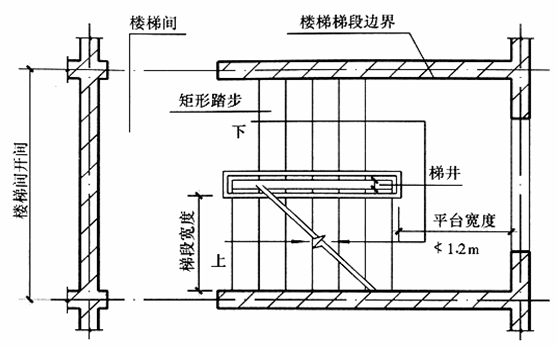 楼梯间
楼梯梯段边界
矩形踏步
下
梯井
楼梯间开间
梯段宽度
平台宽度
上
≮1.2m